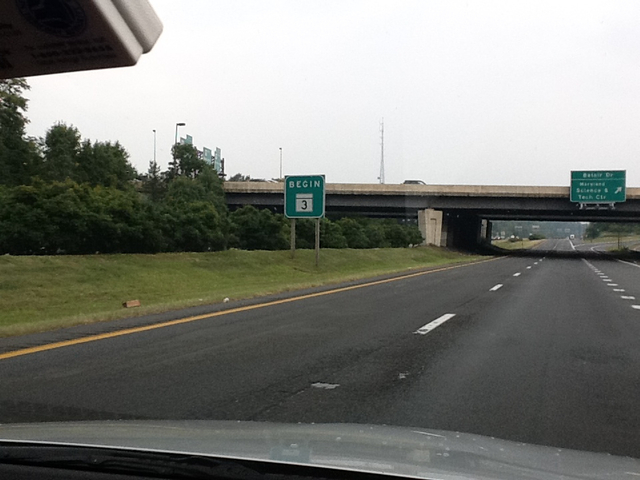 BEGIN
3
Belair Dr
Maryland
Science &
Tech Ctr